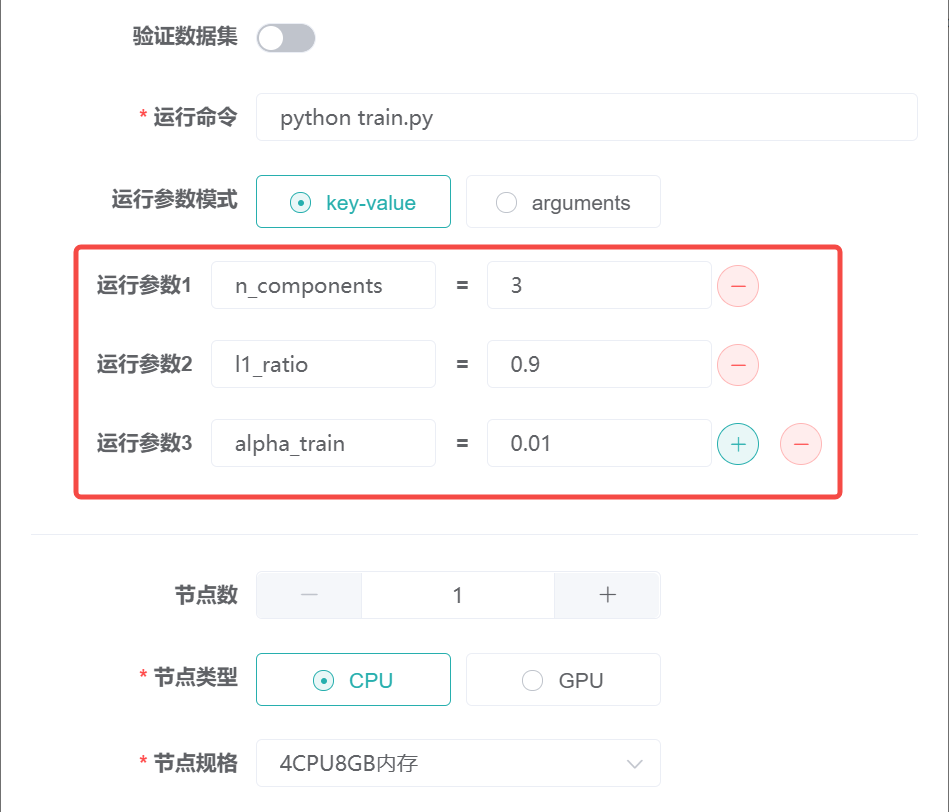 验证数据集
* 运行命令 python train.py
运行参数模式 key-value arguments
运行参数1 n_components = 3
运行参数2 l1_ratio = 0.9
运行参数3 alpha_train = 0.01
节点数 1
* 节点类型 CPU GPU
* 节点规格 4CPU8GB内存